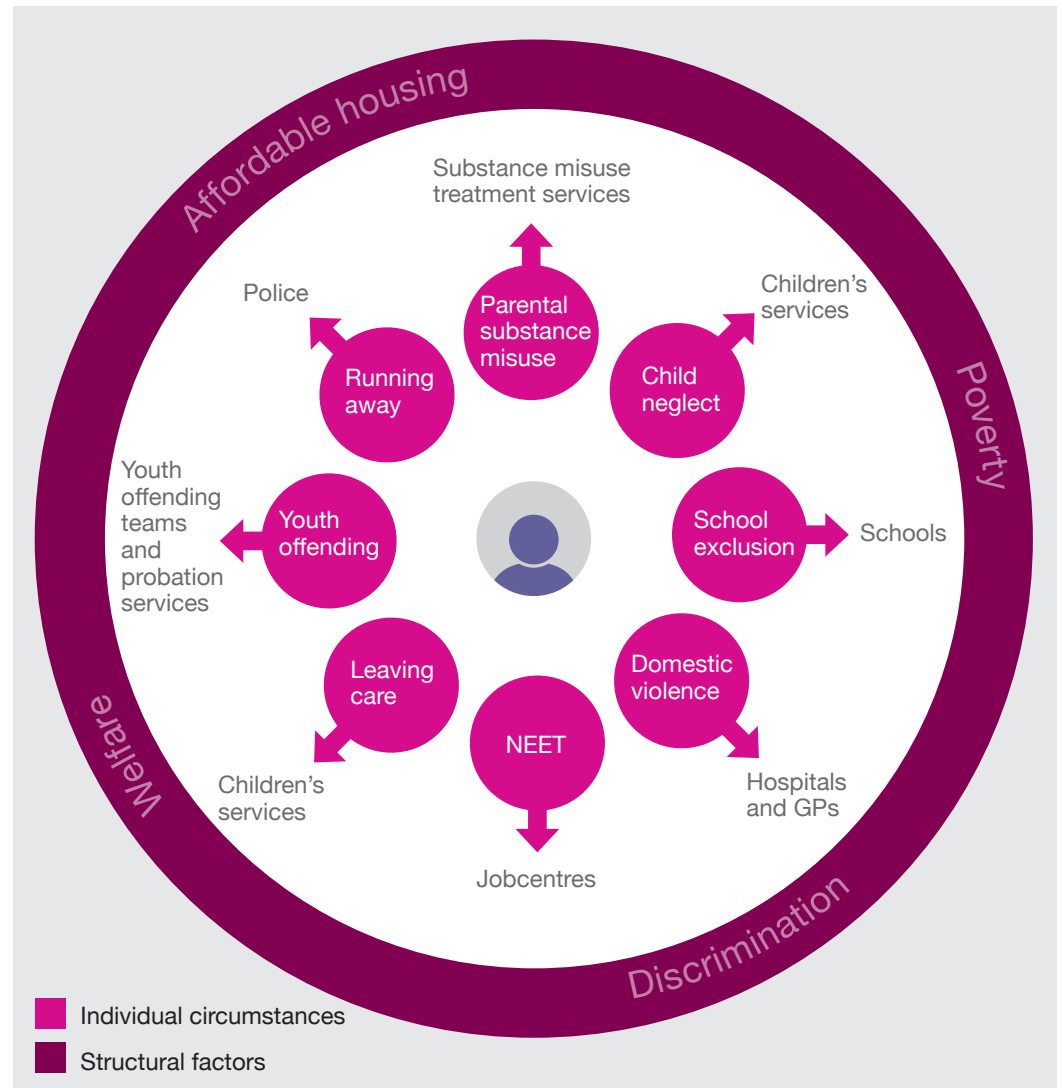 Affordable housing
Substance misuse
treatment services
Police
Children’s
services
Parental
substance
misuse
Running
away
Child
neglect
Poverty
Youth
offending
teams
and
probation
services
Youth
offending
School
exclusion
Schools
Leaving
care
Domestic
violence
NEET
Welfare
Children’s
services
Hospitals
and GPs
Jobcentres
Discrimination
Individual circumstances
Structural factors